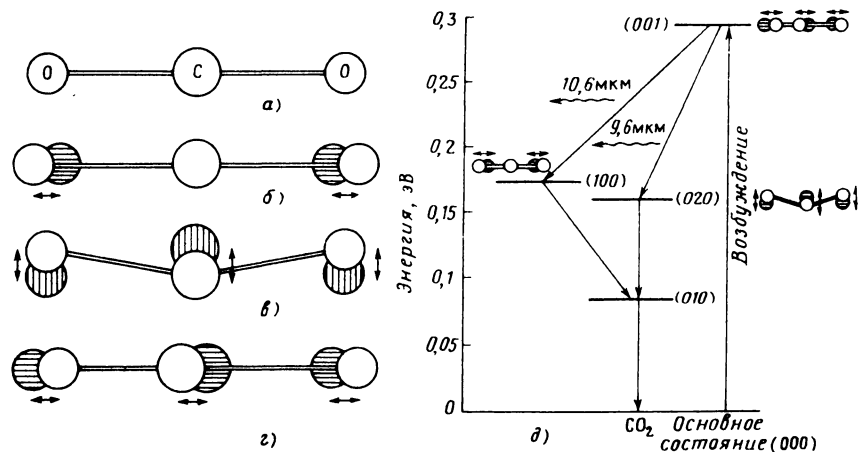 O C O
а)
б)
в)
г)
Энергия, эВ
0,3
0,25
0,2
0,15
0,1
0,05
0
(001)
10,6мкм
9,6мкм
(100)
(020)
(010)
Возбуждение
CO₂
Основное
состояние (000)
д)